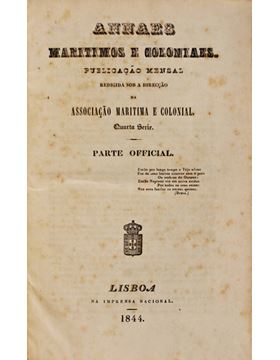 ANNAES
MARITIMOS E COLONIAES.
PUBLICAÇÃO MENSAL
REDIGIDA SOB A DIRECÇÃO
DA
ASSOCIAÇÃO MARITIMA E COLONIAL.
Quarta Serie.
PARTE OFFICIAL.
LISBOA
NA IMPRENSA NACIONAL.
1844.